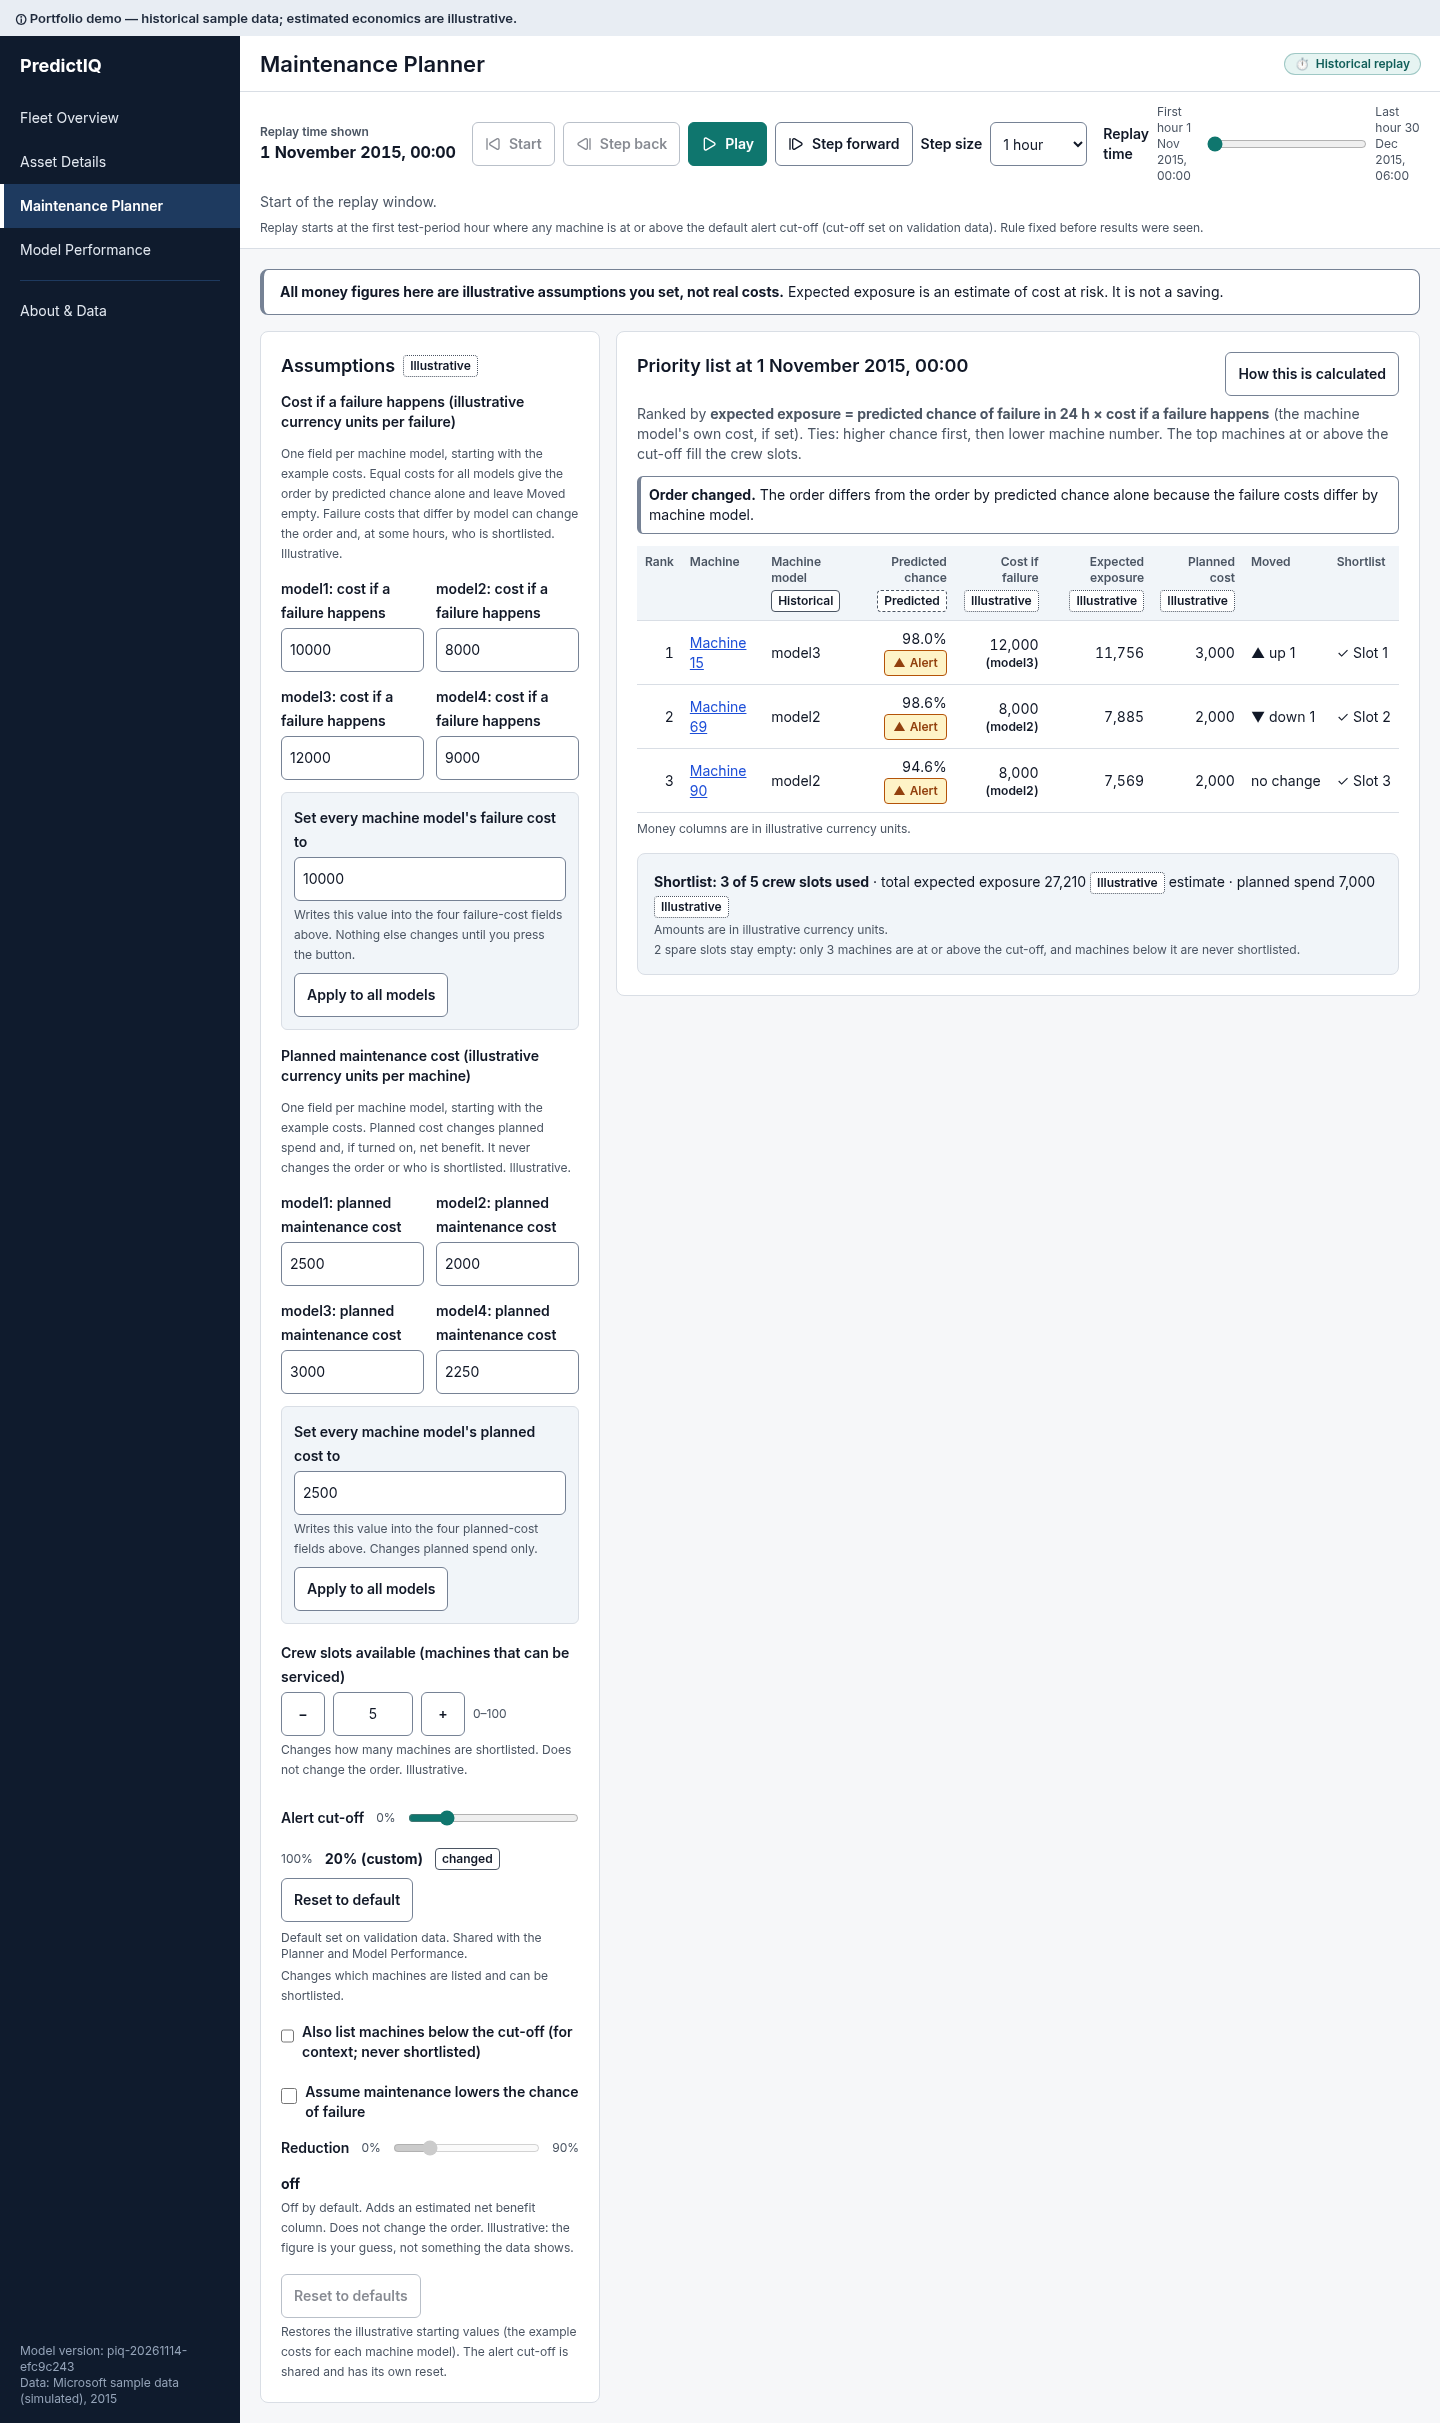 Portfolio demo — historical sample data; estimated economics are illustrative.
PredictIQ
Fleet Overview
Asset Details
Maintenance Planner
Model Performance
About & Data
Model version: piq-20261114-
efc9c243
Data: Microsoft sample data
(simulated), 2015
Maintenance Planner
Historical replay
Replay time shown
1 November 2015, 00:00
Start
Step back
Play
Step forward
Step size
1 hour
Replay
time
First
hour 1
Nov
2015,
00:00
Last
hour 30
Dec
2015,
06:00
Start of the replay window.
Replay starts at the first test-period hour where any machine is at or above the default alert cut-off (cut-off set on validation data). Rule fixed before results were seen.
All money figures here are illustrative assumptions you set, not real costs. Expected exposure is an estimate of cost at risk. It is not a saving.
Assumptions Illustrative
Cost if a failure happens (illustrative
currency units per failure)
One field per machine model, starting with the
example costs. Equal costs for all models give the
order by predicted chance alone and leave Moved
empty. Failure costs that differ by model can change
the order and, at some hours, who is shortlisted.
Illustrative.
model1: cost if a
failure happens
10000
model2: cost if a
failure happens
8000
model3: cost if a
failure happens
12000
model4: cost if a
failure happens
9000
Set every machine model's failure cost
to
10000
Writes this value into the four failure-cost fields
above. Nothing else changes until you press
the button.
Apply to all models
Planned maintenance cost (illustrative
currency units per machine)
One field per machine model, starting with the
example costs. Planned cost changes planned
spend and, if turned on, net benefit. It never
changes the order or who is shortlisted. Illustrative.
model1: planned
maintenance cost
2500
model2: planned
maintenance cost
2000
model3: planned
maintenance cost
3000
model4: planned
maintenance cost
2250
Set every machine model's planned
cost to
2500
Writes this value into the four planned-cost
fields above. Changes planned spend only.
Apply to all models
Crew slots available (machines that can be
serviced)
− 5 + 0–100
Changes how many machines are shortlisted. Does
not change the order. Illustrative.
Alert cut-off 0%
100% 20% (custom) changed
Reset to default
Default set on validation data. Shared with the
Planner and Model Performance.
Changes which machines are listed and can be
shortlisted.
Also list machines below the cut-off (for
context; never shortlisted)
Assume maintenance lowers the chance
of failure
Reduction 0% 90%
off
Off by default. Adds an estimated net benefit
column. Does not change the order. Illustrative: the
figure is your guess, not something the data shows.
Reset to defaults
Restores the illustrative starting values (the example
costs for each machine model). The alert cut-off is
shared and has its own reset.
Priority list at 1 November 2015, 00:00
How this is calculated
Ranked by expected exposure = predicted chance of failure in 24 h × cost if a failure happens (the machine
model's own cost, if set). Ties: higher chance first, then lower machine number. The top machines at or above the
cut-off fill the crew slots.
Order changed. The order differs from the order by predicted chance alone because the failure costs differ by
machine model.
Rank
Machine
Machine
model
Historical
Predicted
chance
Predicted
Cost if
failure
Illustrative
Expected
exposure
Illustrative
Planned
cost
Illustrative
Moved
Shortlist
1
Machine
15
model3
98.0%
▲ Alert
12,000
(model3)
11,756
3,000
▲ up 1
✓ Slot 1
2
Machine
69
model2
98.6%
▲ Alert
8,000
(model2)
7,885
2,000
▼ down 1
✓ Slot 2
3
Machine
90
model2
94.6%
▲ Alert
8,000
(model2)
7,569
2,000
no change
✓ Slot 3
Money columns are in illustrative currency units.
Shortlist: 3 of 5 crew slots used · total expected exposure 27,210 Illustrative estimate · planned spend 7,000
Illustrative
Amounts are in illustrative currency units.
2 spare slots stay empty: only 3 machines are at or above the cut-off, and machines below it are never shortlisted.